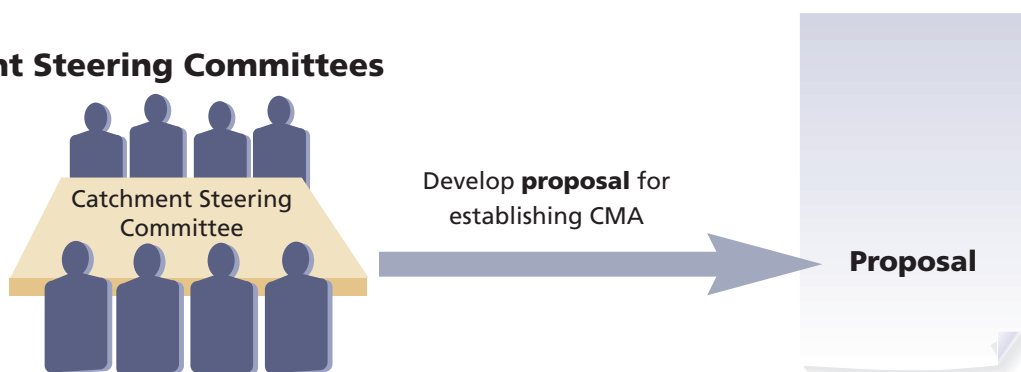 nt Steering Committees
Catchment Steering
Committee
Develop proposal for
establishing CMA
Proposal